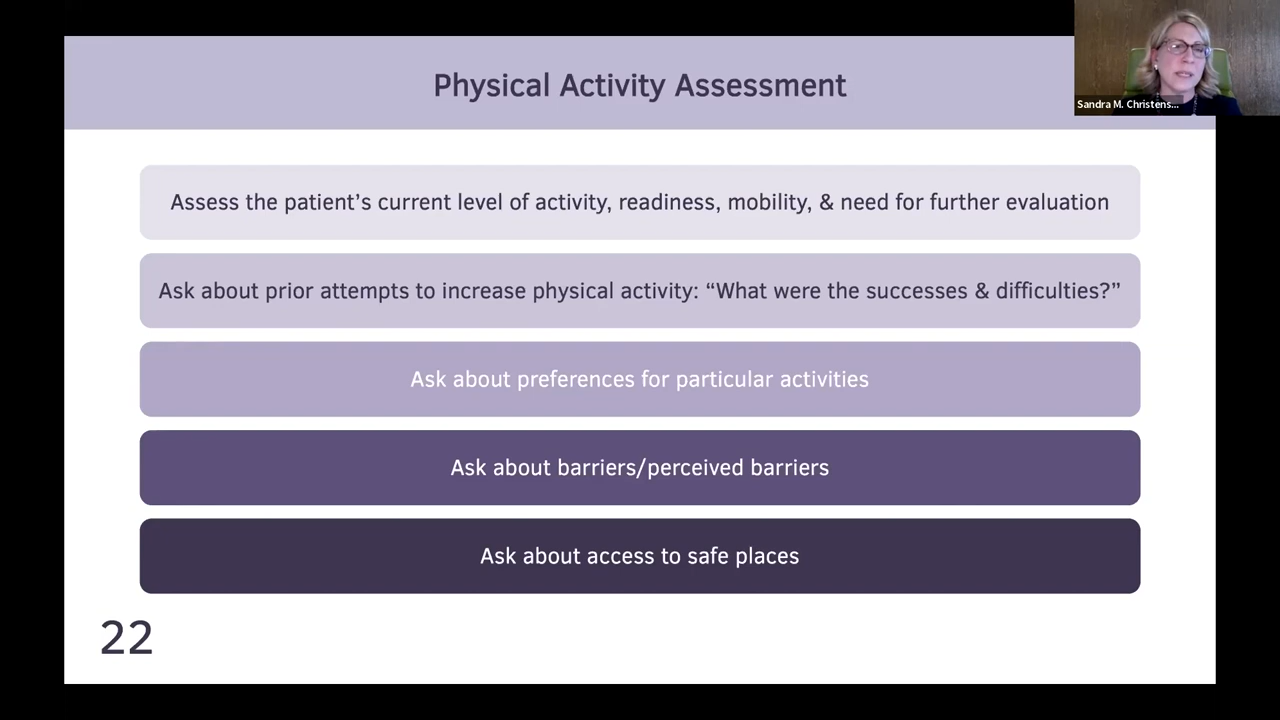 Physical Activity Assessment
Sandra M. Christens...
Assess the patient’s current level of activity, readiness, mobility, & need for further evaluation
Ask about prior attempts to increase physical activity: “What were the successes & difficulties?”
Ask about preferences for particular activities
Ask about barriers/perceived barriers
Ask about access to safe places
22